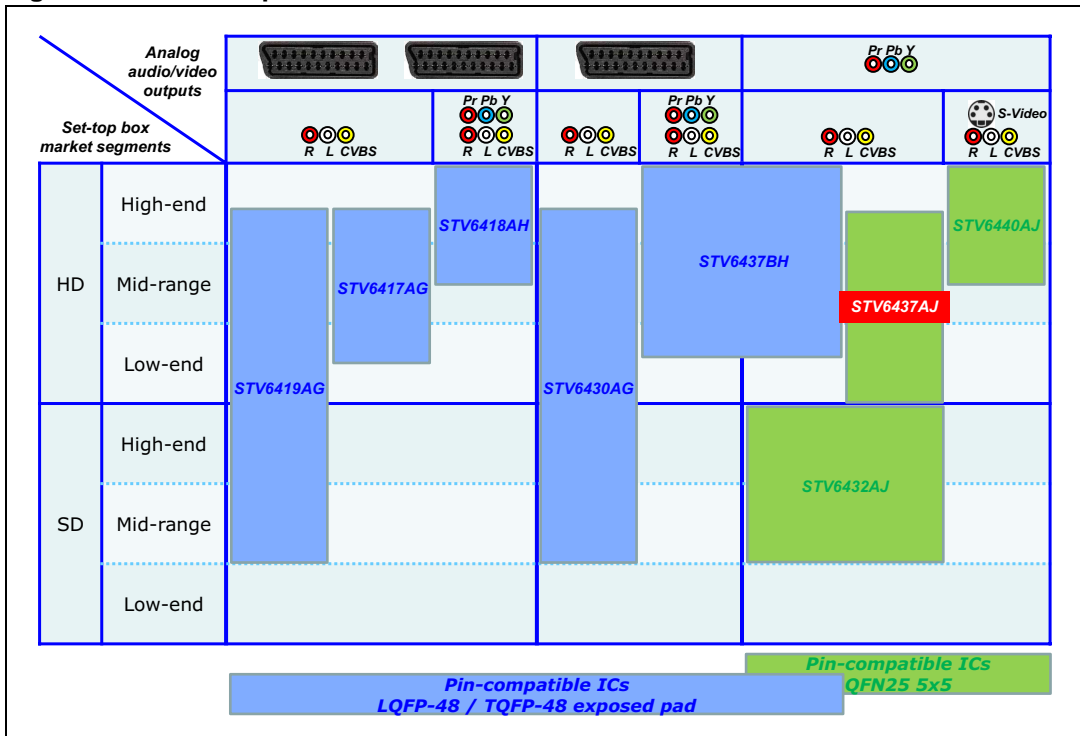 Analog
audio/video
outputs
Set-top box
market segments
Pr Pb Y
R L CVBS
Pr Pb Y
R L CVBS
R L CVBS
Pr Pb Y
R L CVBS
R L CVBS
S-Video
R L CVBS
HD
High-end
Mid-range
Low-end
SD
High-end
Mid-range
Low-end
STV6419AG
STV6417AG
STV6418AH
STV6430AG
STV6437BH
STV6437AJ
STV6440AJ
STV6432AJ
Pin-compatible ICs
LQFP-48 / TQFP-48 exposed pad
Pin-compatible ICs
QFN25 5x5